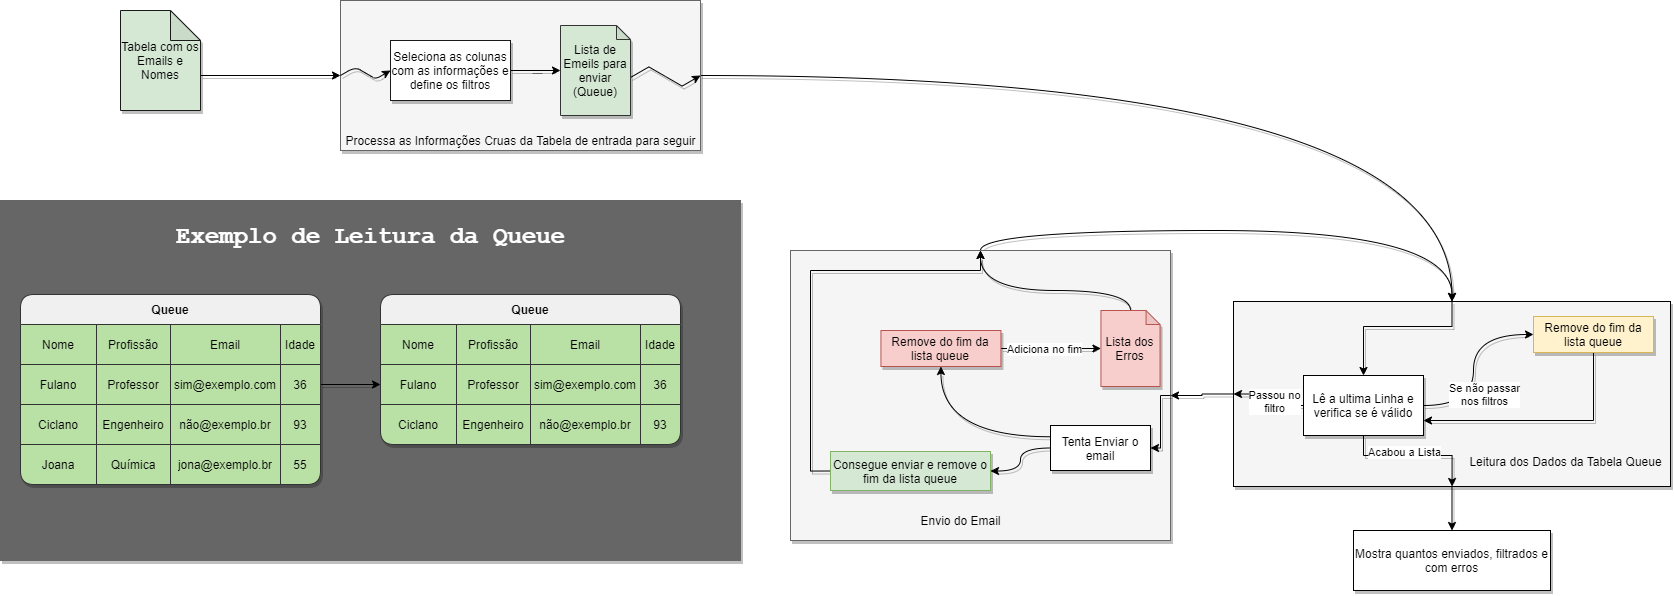 Tabela com os
Emails e
Nomes
Seleciona as colunas
com as informações e
define os filtros
Lista de
Emeils para
enviar
(Queue)
Processa as Informações Cruas da Tabela de entrada para seguir
Exemplo de Leitura da Queue
Queue
Nome Profissão Email Idade
Fulano Professor sim@exemplo.com 36
Ciclano Engenheiro não@exemplo.br 93
Joana Química jona@exemplo.br 55
Queue
Nome Profissão Email Idade
Fulano Professor sim@exemplo.com 36
Ciclano Engenheiro não@exemplo.br 93
Remove do fim da
lista queue
Adiciona no fim
Lista dos
Erros
Tenta Enviar o
email
Consegue enviar e remove o
fim da lista queue
Envio do Email
Passou no
filtro
Lê a ultima Linha e
verifica se é válido
Se não passar
nos filtros
Remove do fim da
lista queue
Acabou a Lista
Leitura dos Dados da Tabela Queue
Mostra quantos enviados, filtrados e
com erros